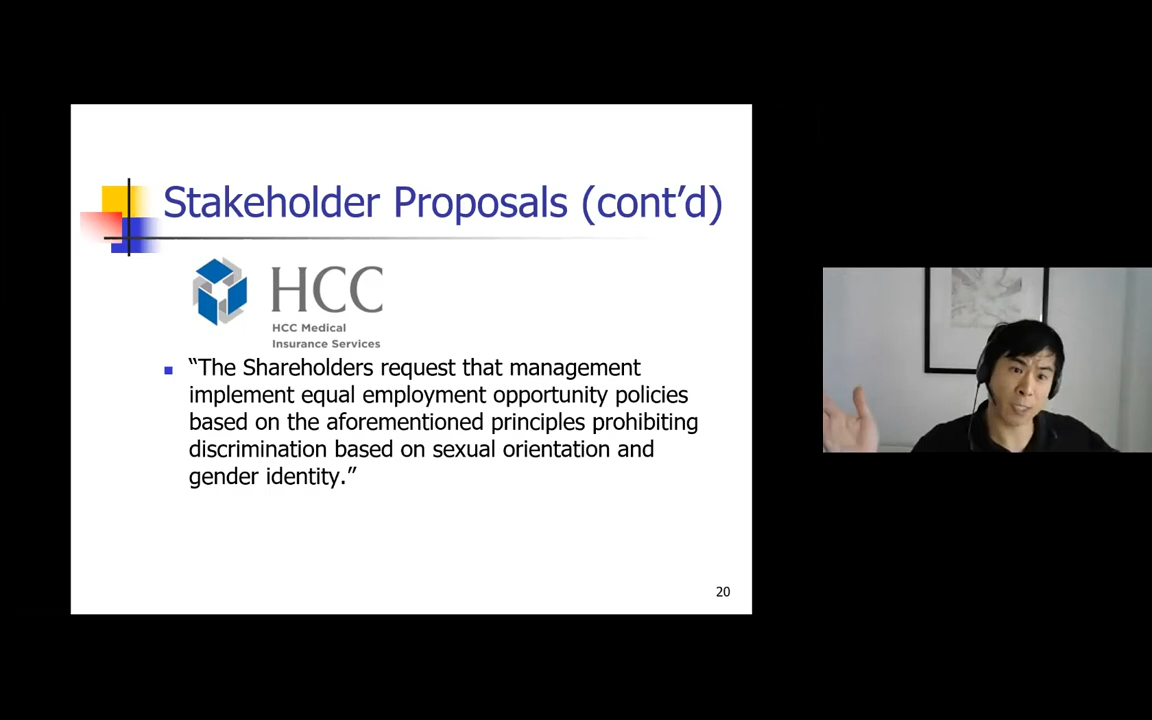 Stakeholder Proposals (cont’d)
HCC
HCC Medical
Insurance Services
“The Shareholders request that management
implement equal employment opportunity policies
based on the aforementioned principles prohibiting
discrimination based on sexual orientation and
gender identity.”
20